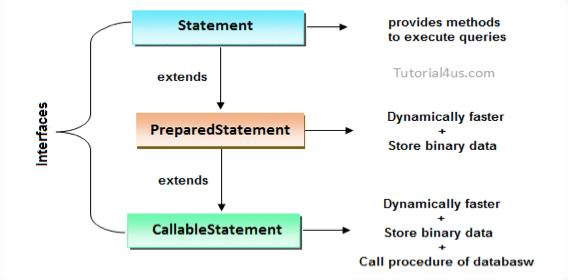 Statement
provides methods
to execute queries
Tutorial4us.com
extends
Interfaces
PreparedStatement
Dynamically faster
+
Store binary data
extends
CallableStatement
Dynamically faster
+
Store binary data
+
Call procedure of databasw